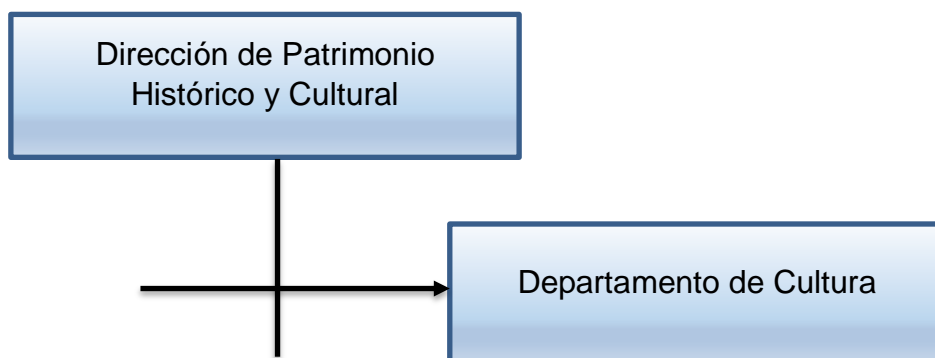 Dirección de Patrimonio
Histórico y Cultural
Departamento de Cultura